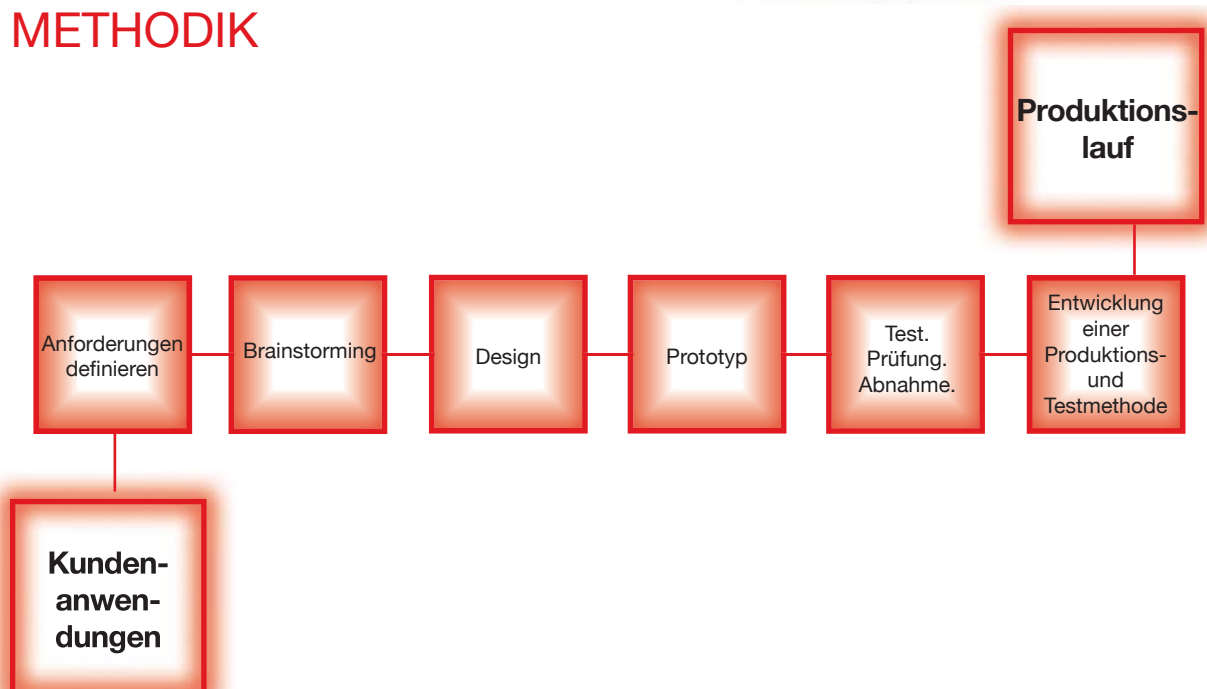 METHODIK
Produktions-
lauf
Anforderungen
definieren
Brainstorming
Design
Prototyp
Test.
Prüfung.
Abnahme.
Entwicklung
einer
Produktions-
und
Testmethode
Kunden-
anwen-
dungen